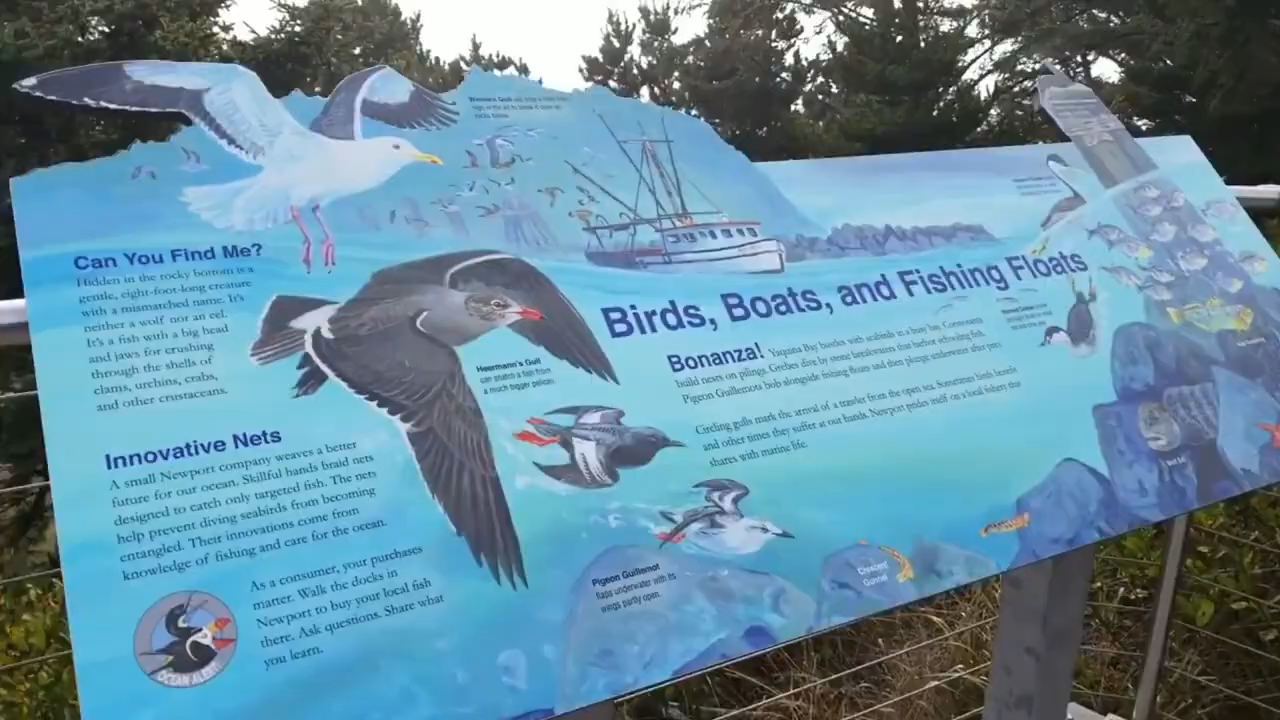 Western Gull
Can You Find Me?
Hidden in the rocky bottom is a
gentle, eight-foot-long creature
with a mismatched name. It's
neither a wolf nor an eel.
It's a fish with a big head
and jaws for crushing
through the shells of
clams, urchins, crabs,
and other crustaceans.
Innovative Nets
A small Newport company weaves a better
future for our ocean. Skillful hands braid nets
designed to catch only targeted fish. The nets
help prevent diving seabirds from becoming
entangled. Their innovations come from
knowledge of fishing and care for the ocean.
As a consumer, your purchases
matter. Walk the docks in
Newport to buy your local fish
there. Ask questions. Share what
you learn.
OCEAN
Heermann's Gull
can snatch a fish from
a much bigger pelican.
Birds, Boats, and Fishing Floats
Bonanza! Yaquina Bay bustles with seabirds in a busy bay. Cormorants
build nests on pilings. Grebes dive by stone breakwaters that harbor schooling fish.
Pigeon Guillemots bob alongside fishing floats and then plunge underwater after prey.
Circling gulls mark the arrival of a trawler from the open sea. Sometimes birds benefit
and other times they suffer at our hands. Newport prides itself on a local fishery that
shares with marine life.
Pigeon Guillemot
flaps underwater with its
wings partly open.
Crescent
Gunnel
Wolf Eel